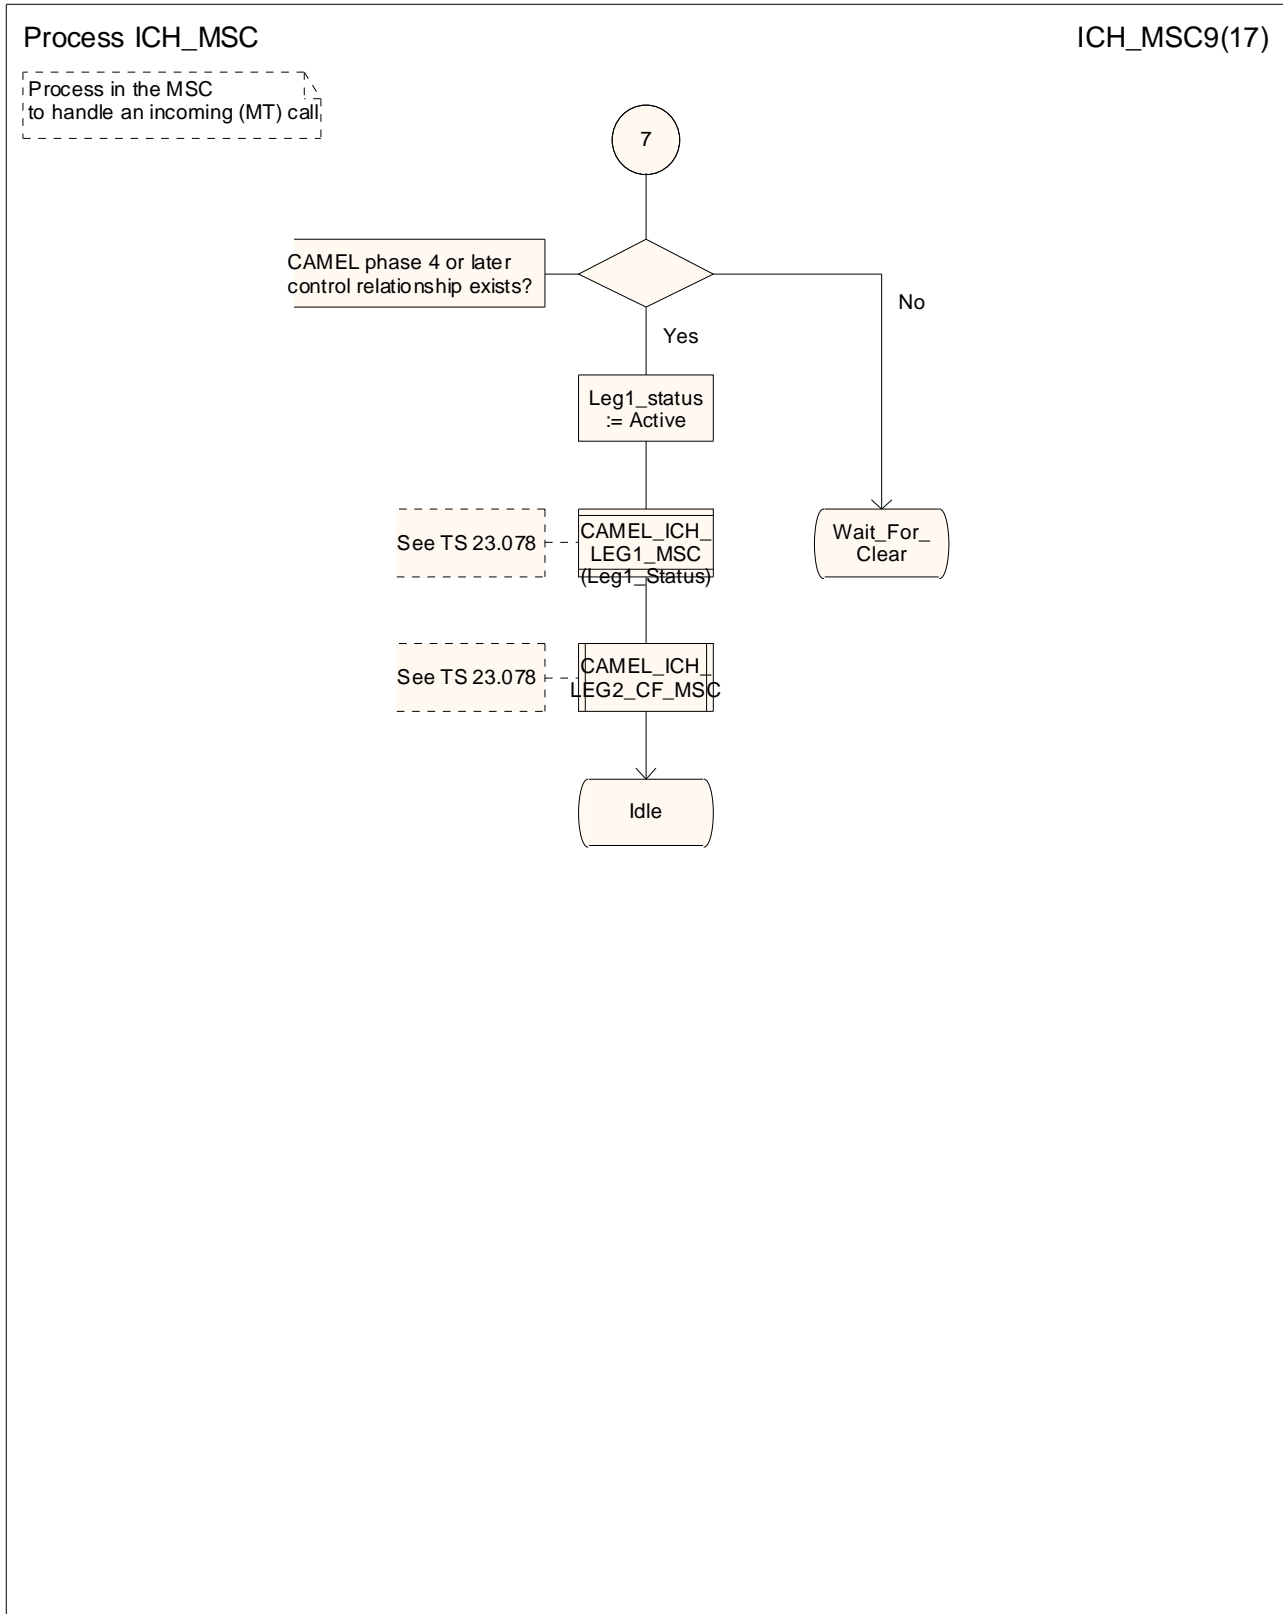 Process ICH_MSC
ICH_MSC9(17)
Process in the MSC
to handle an incoming (MT) call
7
CAMEL phase 4 or later
control relationship exists?
No
Yes
Leg1_status
:= Active
See TS 23.078
CAMEL_ICH_
LEG1_MSC
(Leg1_Status)
Wait_For_
Clear
See TS 23.078
CAMEL_ICH_
LEG2_CF_MSC
Idle